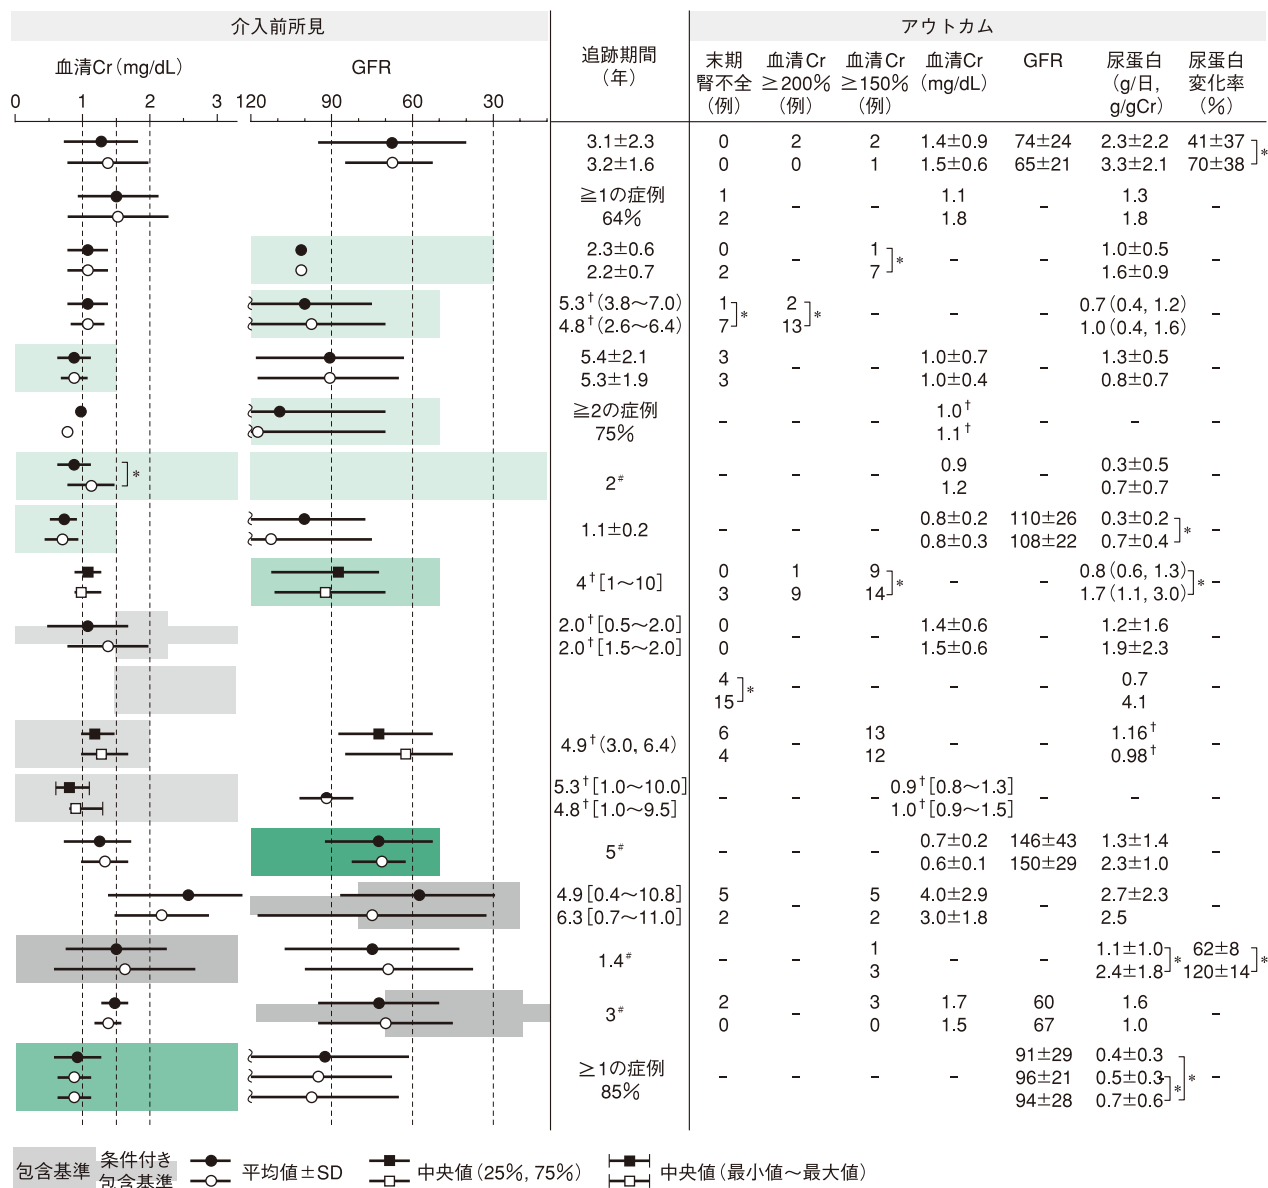 介入前所見 アウトカム
血清Cr(mg/dL) GFR 追跡期間(年) 末期腎不全(例) 血清Cr≧200%(例) 血清Cr≧150%(例) 血清Cr(mg/dL) GFR 尿蛋白(g/日, g/gCr) 尿蛋白変化率(%)
0 1 2 3 120 90 60 30
3.1±2.3 0 2 2 1.4±0.9 74±24 2.3±2.2 41±37
3.2±1.6 0 0 1 1.5±0.6 65±21 3.3±2.1 70±38 *
≧1の症例 1 – – 1.1 – 1.3 –
64% 2 1.8 1.8
2.3±0.6 0 – 1 – – 1.0±0.5 –
2.2±0.7 2 7 * 1.6±0.9
5.3†(3.8〜7.0) 1 2 – – – 0.7(0.4, 1.2) –
4.8†(2.6〜6.4) 7 * 13 * 1.0(0.4, 1.6)
5.4±2.1 3 – – 1.0±0.7 – 1.3±0.5 –
5.3±1.9 3 1.0±0.4 0.8±0.7
≧2の症例 – – – 1.0† – – –
75% 1.1†
* 2# – – – 0.9 – 0.3±0.5 –
1.2 0.7±0.7
1.1±0.2 – – – 0.8±0.2 110±26 0.3±0.2 –
0.8±0.3 108±22 0.7±0.4 *
4†[1〜10] 0 1 9 – – 0.8(0.6, 1.3) –
3 9 14 * 1.7(1.1, 3.0) *
2.0†[0.5〜2.0] 0 – – 1.4±0.6 – 1.2±1.6 –
2.0†[1.5〜2.0] 0 1.5±0.6 1.9±2.3
4 – – – – 0.7 –
15 * 4.1
4.9†(3.0, 6.4) 6 – 13 – – 1.16† –
4 12 0.98†
5.3†[1.0〜10.0] – – – 0.9†[0.8〜1.3] – – –
4.8†[1.0〜9.5] 1.0†[0.9〜1.5]
5# – – – 0.7±0.2 146±43 1.3±1.4 –
0.6±0.1 150±29 2.3±1.0
4.9[0.4〜10.8] 5 – 5 4.0±2.9 – 2.7±2.3 –
6.3[0.7〜11.0] 2 2 3.0±1.8 2.5
1.4# – – 1 – – 1.1±1.0 62±8
3 2.4±1.8 * 120±14 *
3# 2 – 3 1.7 60 1.6 –
0 0 1.5 67 1.0
≧1の症例 – – – – 91±29 0.4±0.3 –
85% 96±21 0.5±0.3 *
94±28 0.7±0.6 *
包含基準 条件付き包含基準 平均値±SD 中央値(25%, 75%) 中央値(最小値〜最大値)